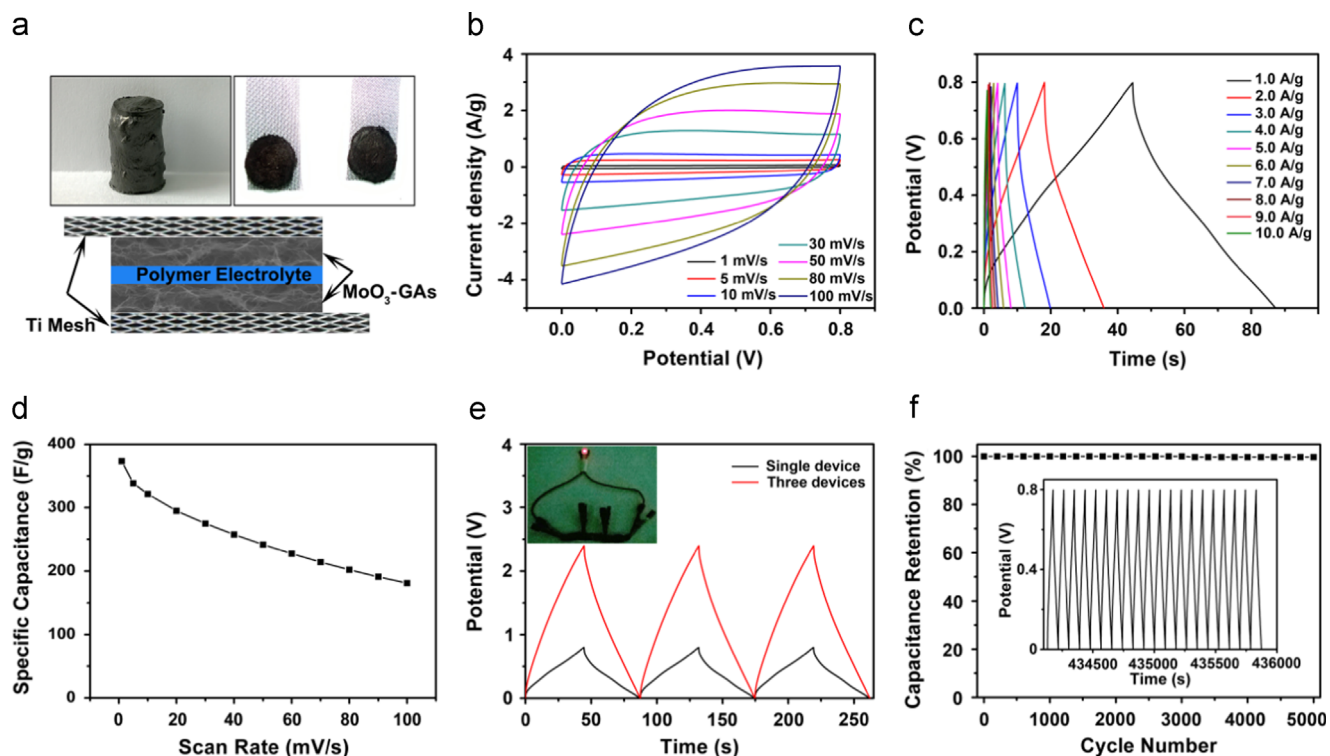 a
Polymer Electrolyte
MoO3-GAs
Ti Mesh
b
Current density (A/g)
4
2
0
-2
-4
30 mV/s
1 mV/s
50 mV/s
5 mV/s
80 mV/s
10 mV/s
100 mV/s
0.0
0.2
0.4
0.6
0.8
Potential (V)
c
Potential (V)
0.8
0.6
0.4
0.2
0.0
1.0 A/g
2.0 A/g
3.0 A/g
4.0 A/g
5.0 A/g
6.0 A/g
7.0 A/g
8.0 A/g
9.0 A/g
10.0 A/g
0
20
40
60
80
Time (s)
d
Specific Capacitance (F/g)
400
300
200
100
0
0
20
40
60
80
100
Scan Rate (mV/s)
e
Potential (V)
4
3
2
1
0
Single device
Three devices
0
50
100
150
200
250
Time (s)
f
Capacitance Retention (%)
100
80
60
40
20
0
Potential (V)
0.8
0.4
0.0
434500
435000
435500
436000
Time (s)
0
1000
2000
3000
4000
5000
Cycle Number